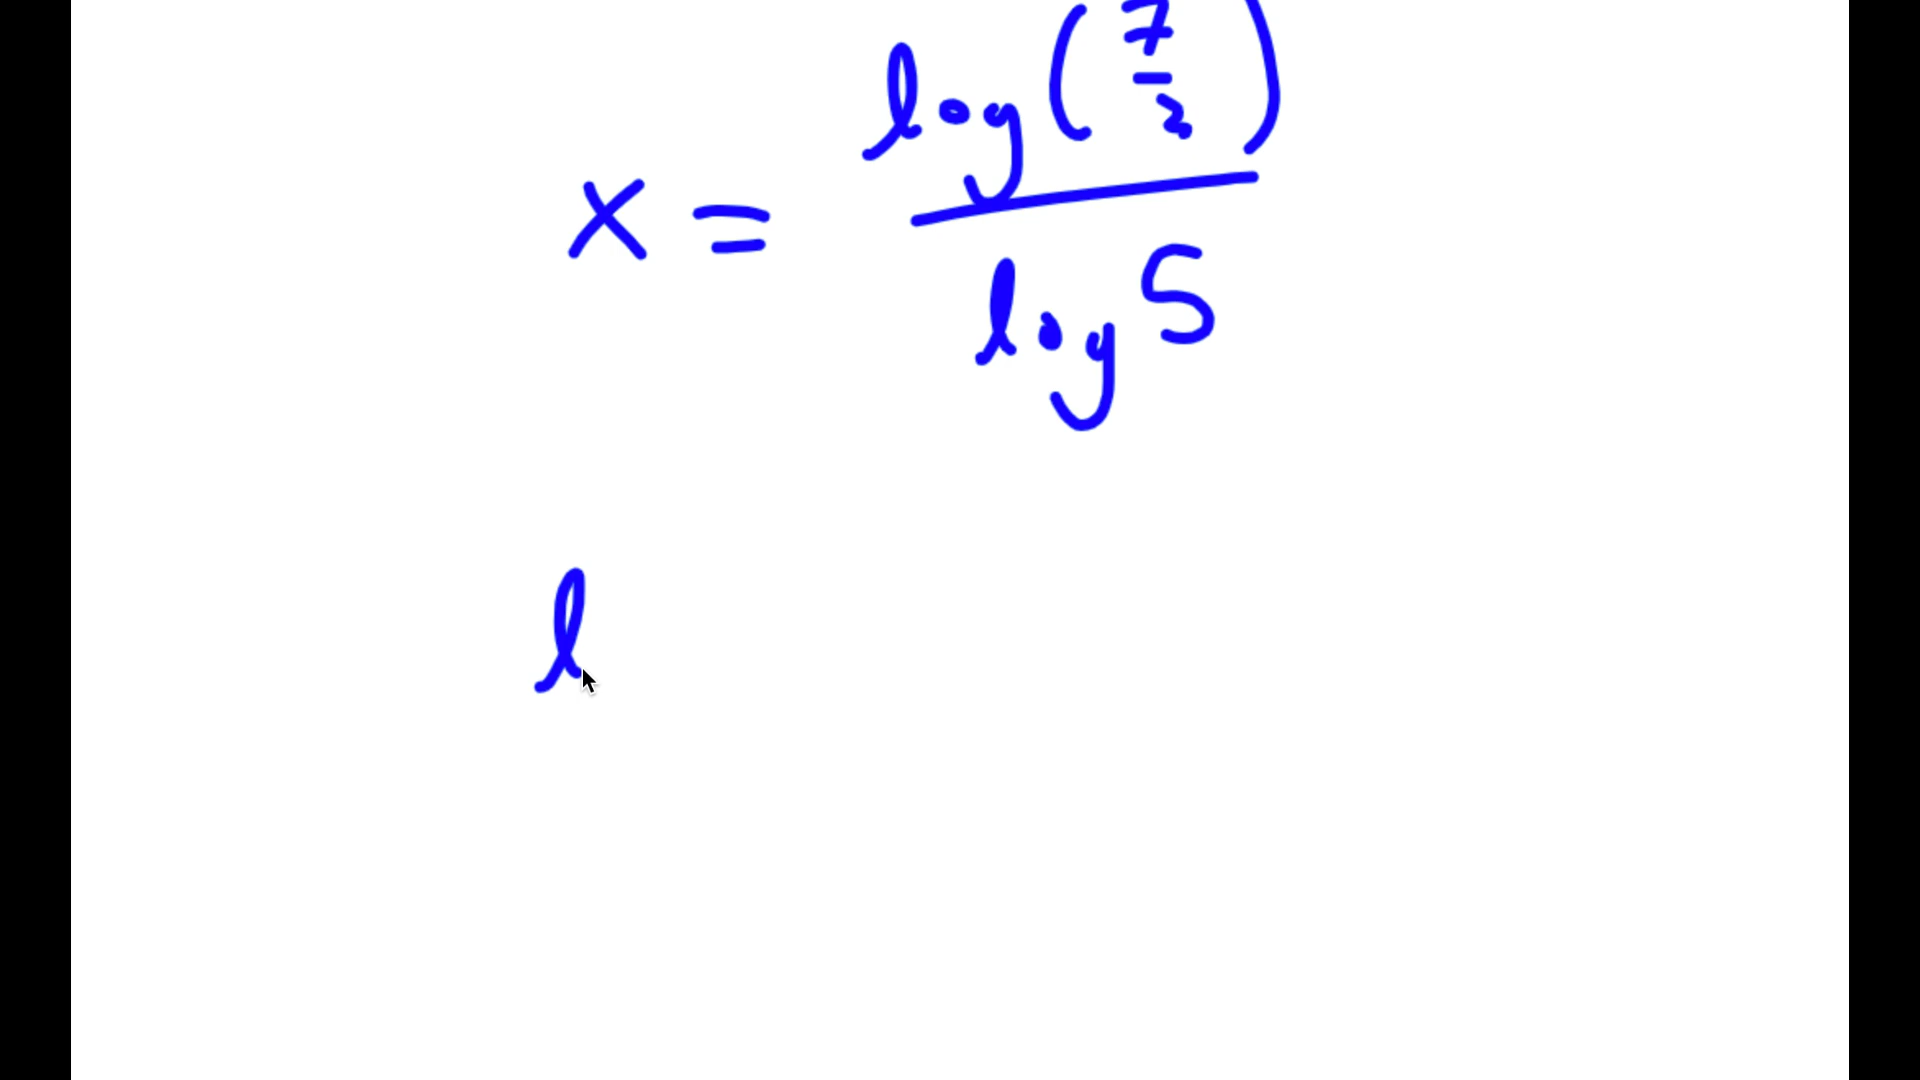 x = log(7/3) / log 5
l